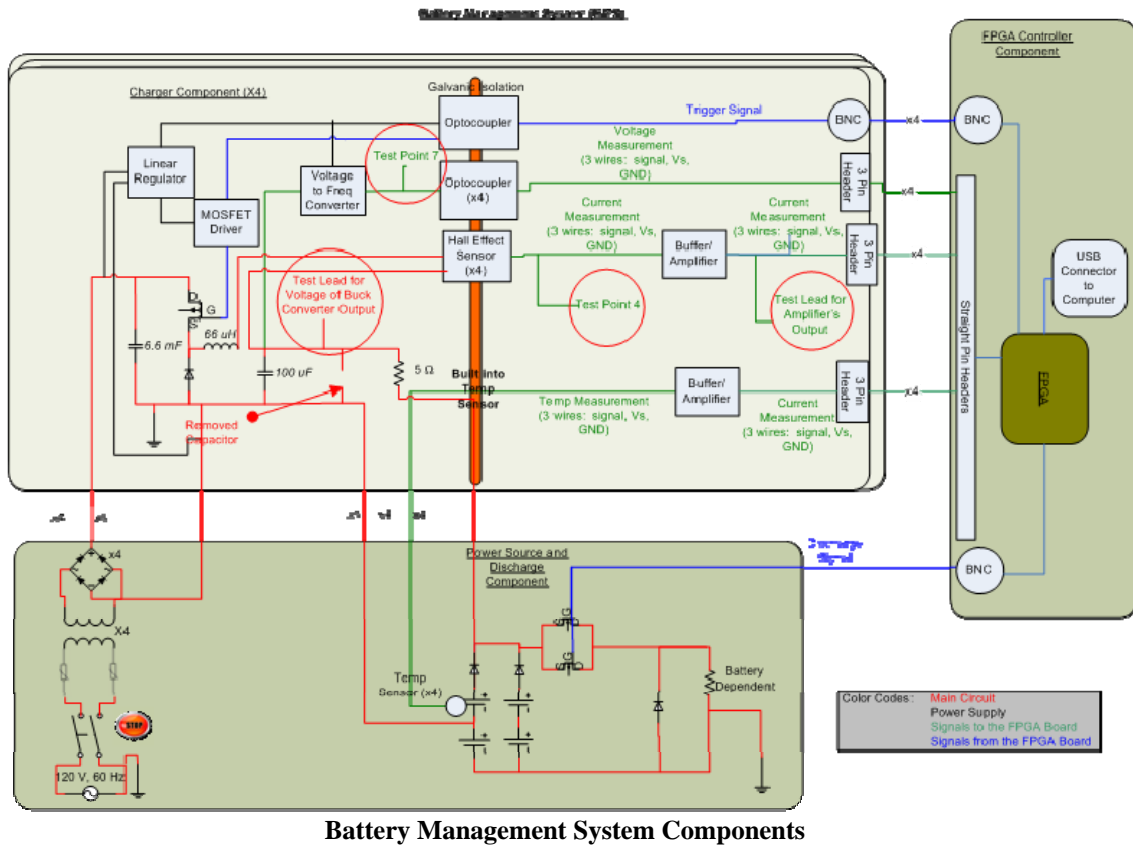 Battery Management System (BMS)
FPGA Controller
Component
Charger Component (X4)
Galvanic Isolation
Optocoupler
Trigger Signal
BNC
x4
BNC
Voltage
Measurement
(3 wires: signal, Vs,
GND)
Test Point 7
Linear
Regulator
Voltage
to Freq
Converter
Optocoupler
(x4)
3 Pin
Header
x4
MOSFET
Driver
Current
Measurement
(3 wires: signal, Vs,
GND)
Current
Measurement
(3 wires: signal, Vs,
GND)
Hall Effect
Sensor
(x4)
Buffer/
Amplifier
3 Pin
Header
x4
USB
Connector
to
Computer
Test Lead for
Voltage of Buck
Converter Output
Test Point 4
Test Lead for
Amplifier's
Output
D
G
S
66 uH
6.6 mF
100 uF
5 Ω
Built into
Temp
Sensor
Straight Pin Headers
FPGA
Removed
Capacitor
Buffer/
Amplifier
3 Pin
Header
x4
Temp Measurement
(3 wires: signal, Vs,
GND)
Current
Measurement
(3 wires: signal, Vs,
GND)
x4
Power Source and
Discharge
Component
Discharge
Signal
BNC
X4
S
G
D
S
G
D
Temp
Sensor (x4)
Battery
Dependent
STOP
120 V, 60 Hz
Color Codes: Main Circuit
Power Supply
Signals to the FPGA Board
Signals from the FPGA Board
Battery Management System Components